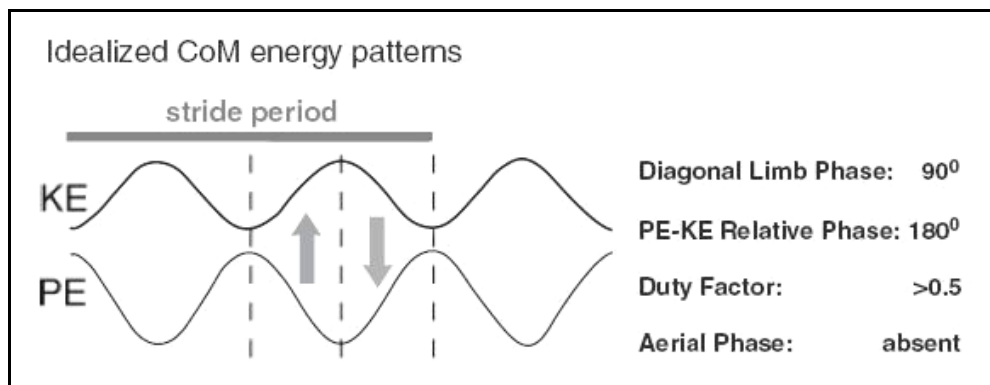 Idealized CoM energy patterns
stride period
KE
PE
Diagonal Limb Phase: 90⁰
PE-KE Relative Phase: 180⁰
Duty Factor: >0.5
Aerial Phase: absent